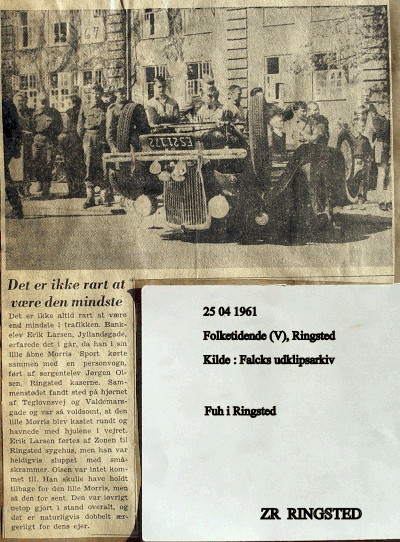 67
ES21172
Det er ikke rart at
være den mindste
Det er ikke altid rart at være
end mindste i trafikken. Bank-
elev Erik Larsen, Jyllandsgade,
erfarede det i går, da han i sin
lille åbne Morris Sport kørte
sammen med en personvogn,
ført af sergentelev Jørgen Ol-
sen, Ringsted kaserne. Sam-
menstødet fandt sted på hjørnet
af Teglovnsvej og Valdemars-
gade og var så voldsomt, at den
lille Morris blev kastet rundt og
havnede med hjulene i vejret.
Erik Larsen førtes af Zonen til
Ringsted sygehus, men han var
heldigvis sluppet med små-
skrammer. Olsen var intet kom-
met til. Han skulle have holdt
tilbage for den lille Morris, men
så den for sent. Den var iøvrigt
netop gjort i stand overalt, og
det er naturligvis dobbelt ær-
gerligt for dens ejer.
25 04 1961
Folketidende (V), Ringsted
Kilde : Falcks udklipsarkiv
Fuh i Ringsted
ZR RINGSTED